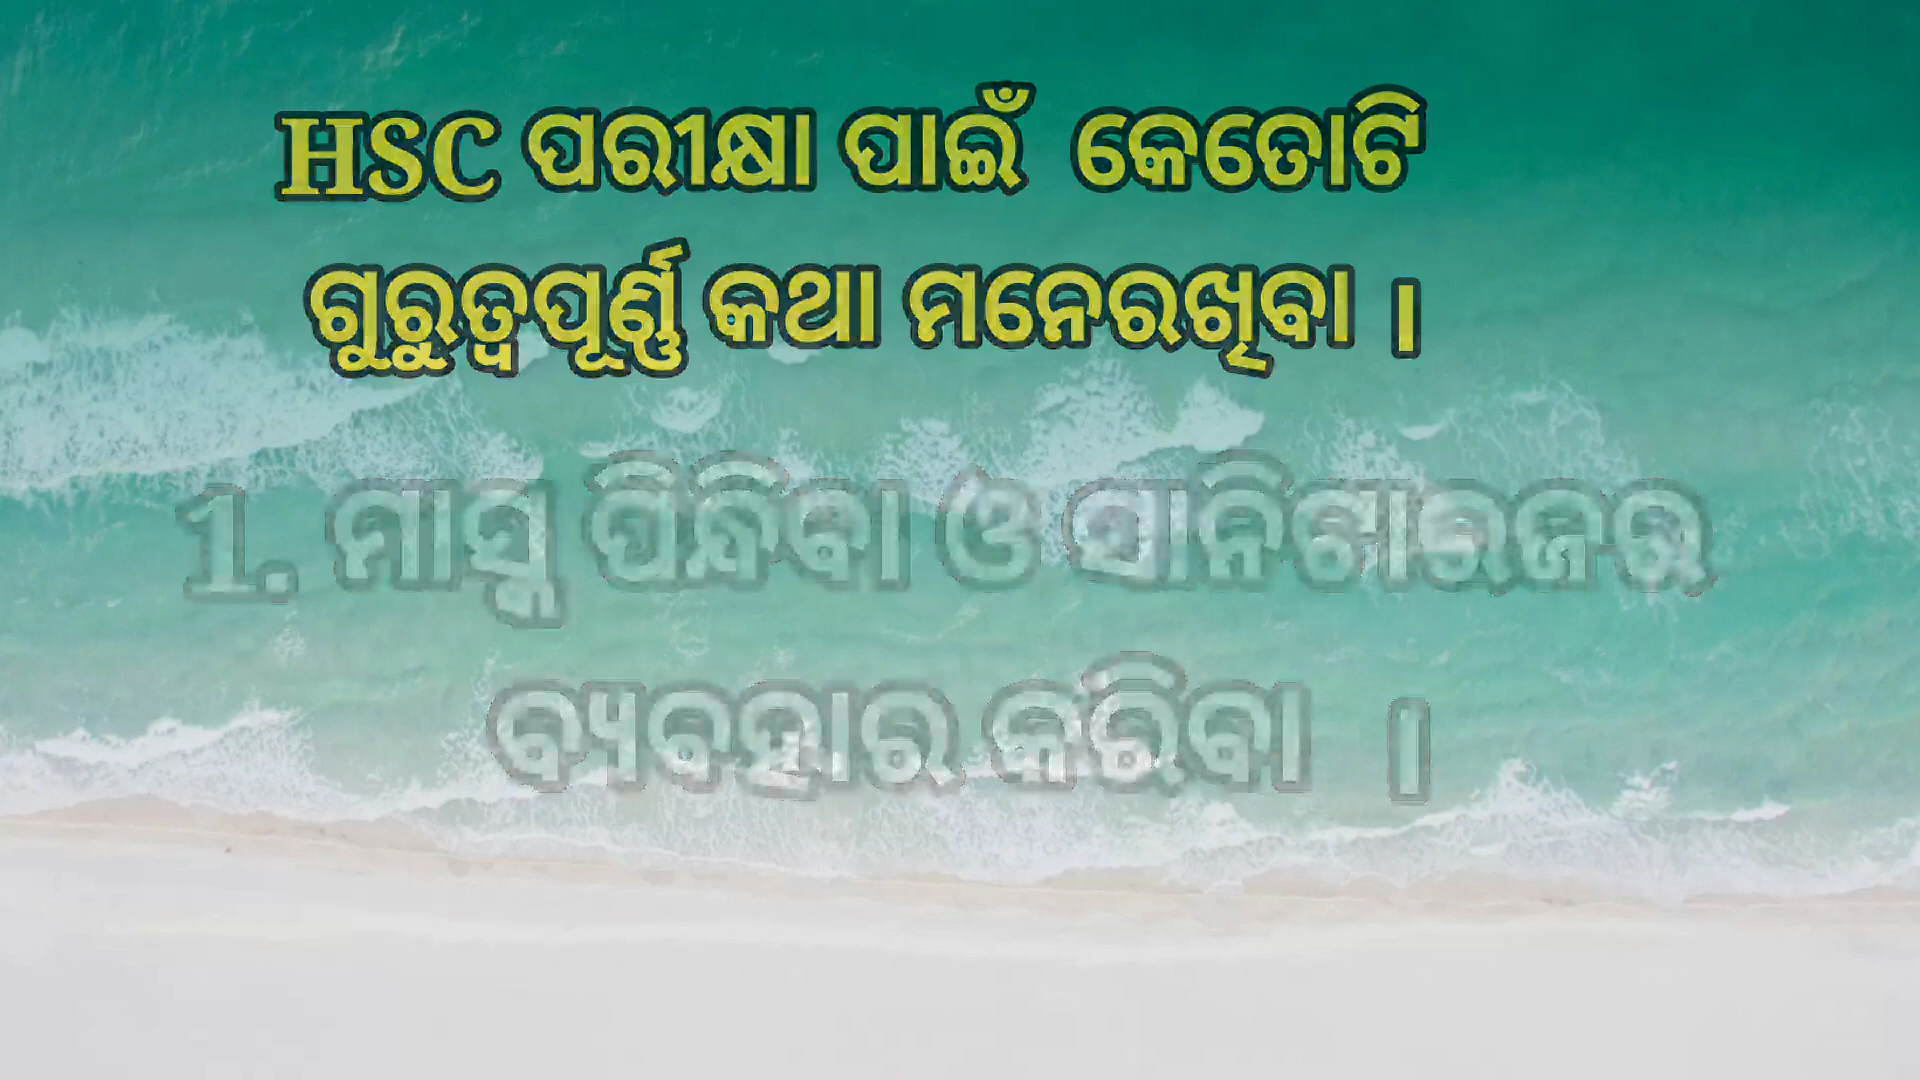 HSC ପରୀକ୍ଷା ପାଇଁ କେତୋଟି
ଗୁରୁତ୍ୱପୂର୍ଣ୍ଣ କଥା ମନେରଖିବା ।
1. ମାସ୍କ ପିନ୍ଧିବା ଓ ସାନିଟାଇଜର
ବ୍ୟବହାର କରିବା ।